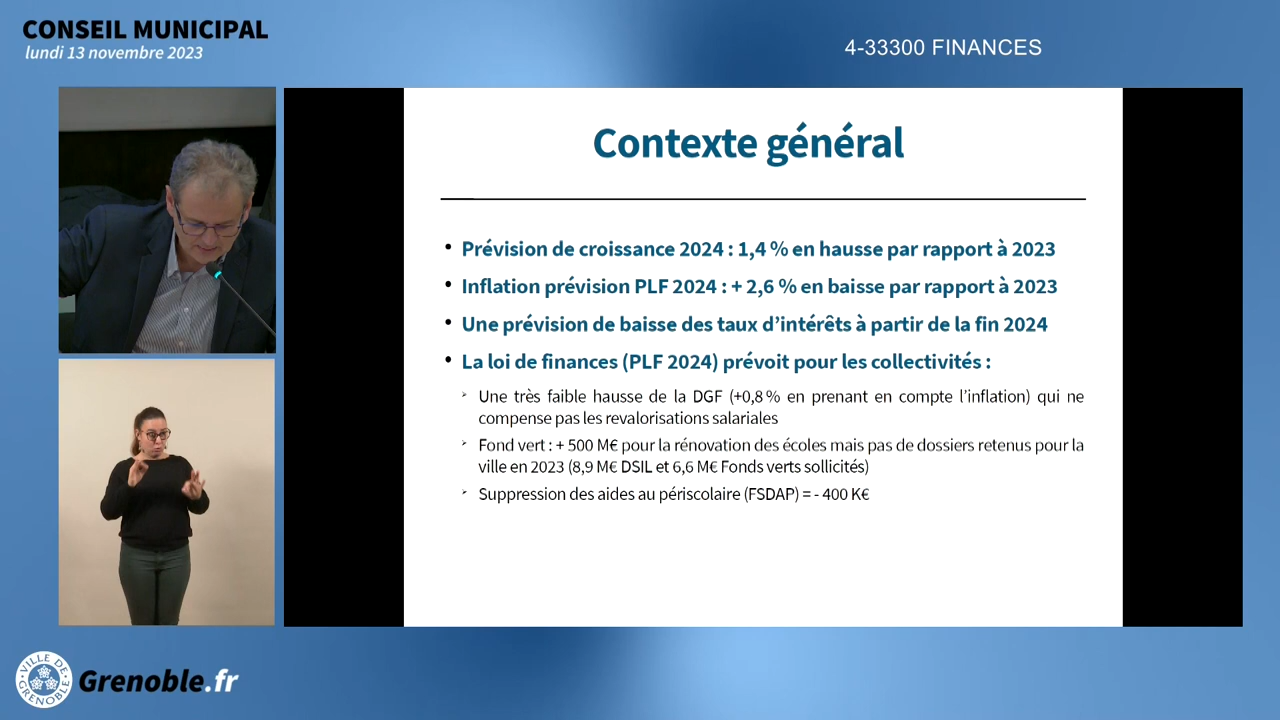 CONSEIL MUNICIPAL
lundi 13 novembre 2023
4-33300 FINANCES
Contexte général
• Prévision de croissance 2024 : 1,4 % en hausse par rapport à 2023
• Inflation prévision PLF 2024 : + 2,6 % en baisse par rapport à 2023
• Une prévision de baisse des taux d’intérêts à partir de la fin 2024
• La loi de finances (PLF 2024) prévoit pour les collectivités :
Une très faible hausse de la DGF (+0,8 % en prenant en compte l’inflation) qui ne
compense pas les revalorisations salariales
Fond vert : + 500 M€ pour la rénovation des écoles mais pas de dossiers retenus pour la
ville en 2023 (8,9 M€ DSIL et 6,6 M€ Fonds verts sollicités)
Suppression des aides au périscolaire (FSDAP) = - 400 K€
VILLE DE
GRENOBLE
Grenoble.fr